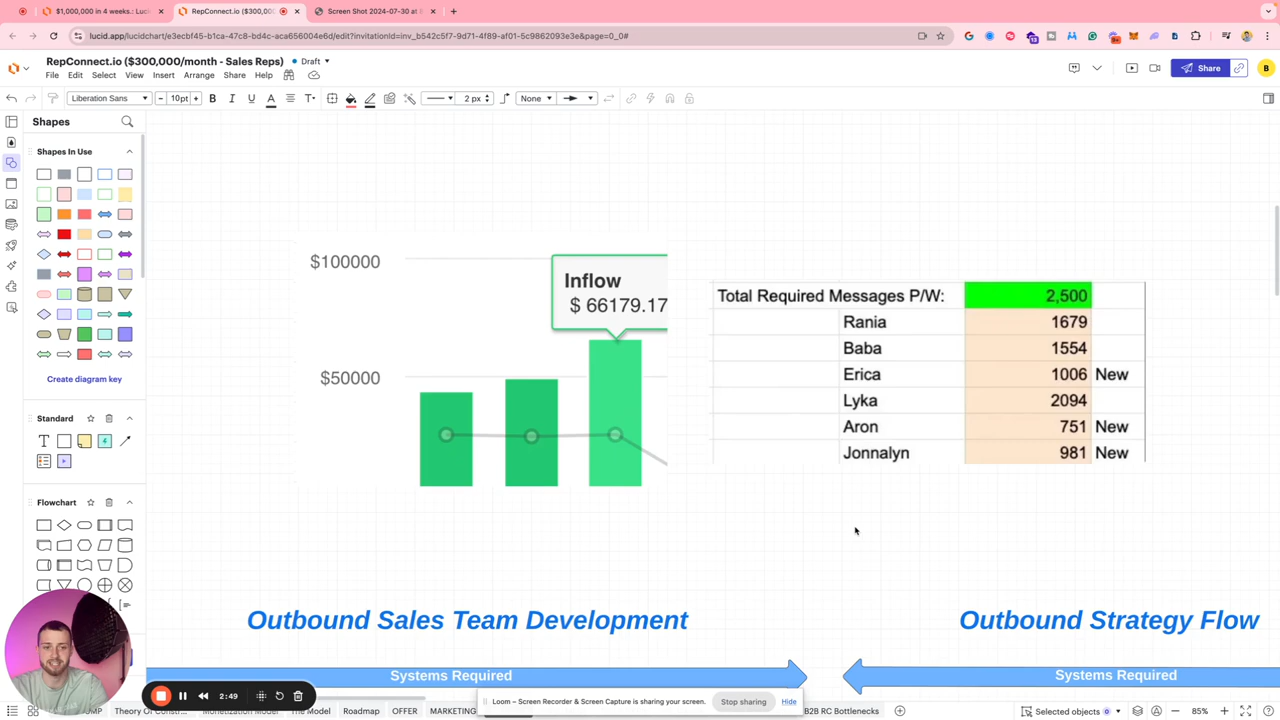 $1,000,000 in 4 weeks.: Lucid
RepConnect.io ($300,000
Screen Shot 2024-07-30 at 8
lucid.app/lucidchart/e3ecbf45-b1ca-47c8-bd4c-aca656004e6d/edit?invitationId=inv_b542c5f7-9d71-4f89-af01-5c9862093e3e&page=0_0#
RepConnect.io ($300,000/month - Sales Reps)
Draft
File Edit Select View Insert Arrange Share Help
Share
B
Liberation Sans
10pt
B I U A
2 px
None
Shapes
Shapes In Use
Create diagram key
Standard
T
Flowchart
$100000
$50000
Inflow
$ 66179.17
Total Required Messages P/W: 2,500
Rania 1679
Baba 1554
Erica 1006 New
Lyka 2094
Aron 751 New
Jonnalyn 981 New
Outbound Sales Team Development
Outbound Strategy Flow
Systems Required
Systems Required
2:49
Loom – Screen Recorder & Screen Capture is sharing your screen.
Stop sharing
Hide
The Model
Roadmap
OFFER
MARKETING
B2B RC Bottlenecks
Selected objects 0
85%